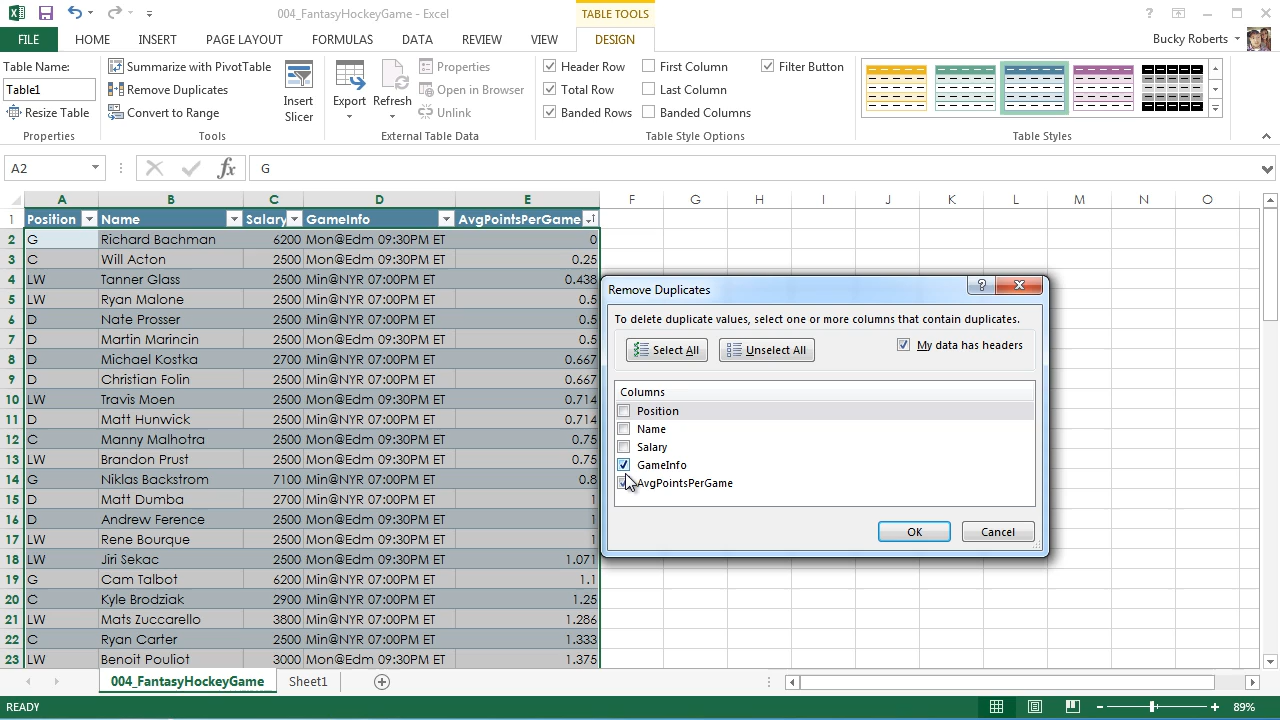 004_FantasyHockeyGame - Excel
TABLE TOOLS
FILE HOME INSERT PAGE LAYOUT FORMULAS DATA REVIEW VIEW DESIGN Bucky Roberts
Table Name: Summarize with PivotTable Properties Header Row First Column Filter Button
Table1 Remove Duplicates Insert Slicer Export Refresh Open in Browser Total Row Last Column
Resize Table Convert to Range Unlink Banded Rows Banded Columns
Properties Tools External Table Data Table Style Options Table Styles
A2 fx G
A B C D E F G H I J K L M N O
1 Position Name Salary GameInfo AvgPointsPerGame
2 G Richard Bachman 6200 Mon@Edm 09:30PM ET 0
3 C Will Acton 2500 Mon@Edm 09:30PM ET 0.25
4 LW Tanner Glass 2500 Min@NYR 07:00PM ET 0.438
5 LW Ryan Malone 2500 Min@NYR 07:00PM ET 0.5
6 D Nate Prosser 2500 Min@NYR 07:00PM ET 0.5
7 D Martin Marincin 2500 Mon@Edm 09:30PM ET 0.5
8 D Michael Kostka 2700 Min@NYR 07:00PM ET 0.667
9 D Christian Folin 2500 Min@NYR 07:00PM ET 0.667
10 LW Travis Moen 2500 Mon@Edm 09:30PM ET 0.714
11 D Matt Hunwick 2500 Min@NYR 07:00PM ET 0.714
12 C Manny Malhotra 2500 Mon@Edm 09:30PM ET 0.75
13 LW Brandon Prust 2500 Mon@Edm 09:30PM ET 0.75
14 G Niklas Backstrom 7100 Min@NYR 07:00PM ET 0.8
15 D Matt Dumba 2700 Min@NYR 07:00PM ET 1
16 D Andrew Ference 2500 Mon@Edm 09:30PM ET 1
17 LW Rene Bourque 2500 Mon@Edm 09:30PM ET 1
18 LW Jiri Sekac 2500 Mon@Edm 09:30PM ET 1.071
19 G Cam Talbot 6200 Min@NYR 07:00PM ET 1.1
20 C Kyle Brodziak 2900 Min@NYR 07:00PM ET 1.25
21 LW Mats Zuccarello 3800 Min@NYR 07:00PM ET 1.286
22 C Ryan Carter 2500 Min@NYR 07:00PM ET 1.333
23 LW Benoit Pouliot 3000 Mon@Edm 09:30PM ET 1.375
Remove Duplicates
To delete duplicate values, select one or more columns that contain duplicates.
Select All Unselect All My data has headers
Columns
Position
Name
Salary
GameInfo
AvgPointsPerGame
OK Cancel
004_FantasyHockeyGame Sheet1
READY 89%